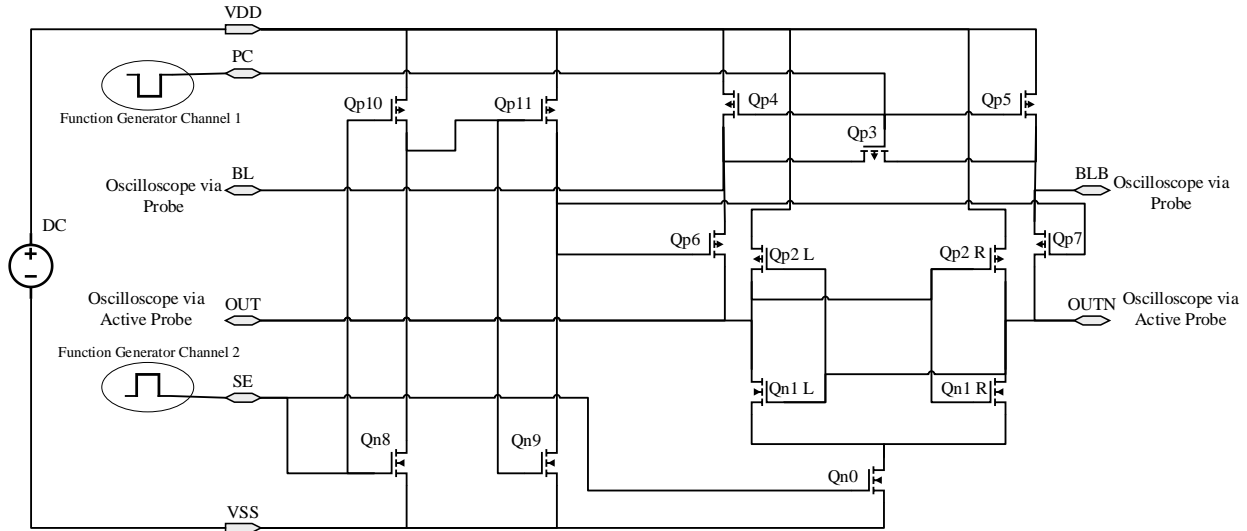 VDD
PC
Function Generator Channel 1
Qp10
Qp11
Qp4
Qp5
Qp3
BL
Oscilloscope via
Probe
BLB
Oscilloscope via
Probe
DC
Qp6
Qp2 L
Qp2 R
Qp7
Oscilloscope via
Active Probe
OUT
OUTN
Oscilloscope via
Active Probe
Function Generator Channel 2
SE
Qn1 L
Qn1 R
Qn8
Qn9
Qn0
VSS